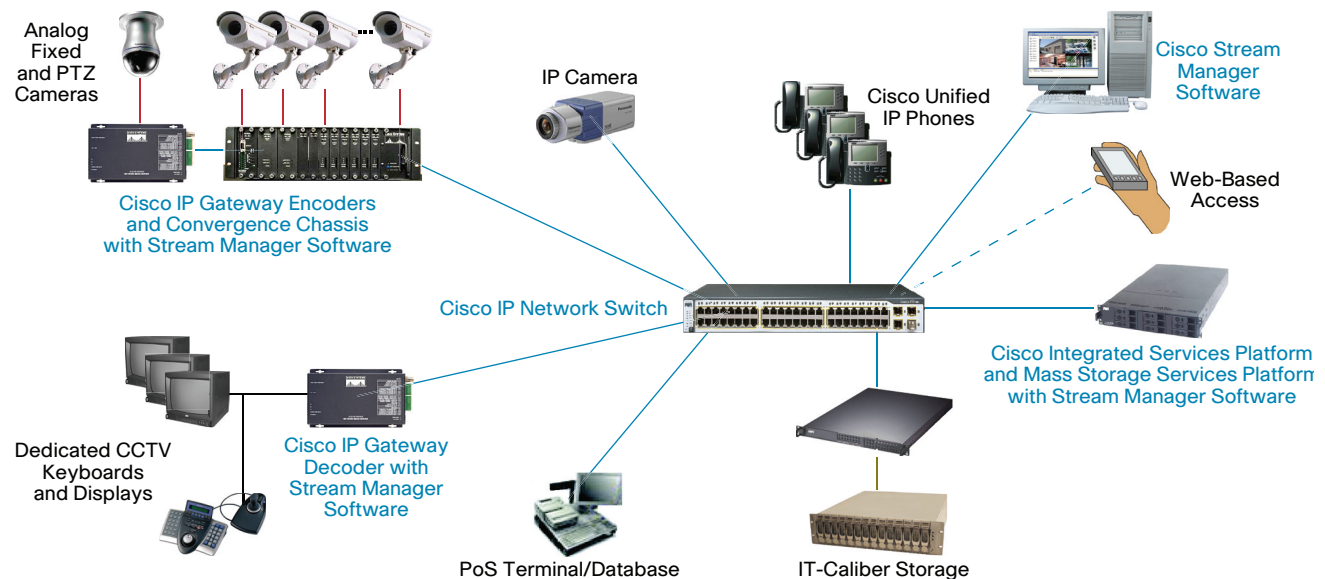 Analog
Fixed
and PTZ
Cameras
...
IP Camera
Cisco Unified
IP Phones
Cisco Stream
Manager
Software
Web-Based
Access
Cisco IP Gateway Encoders
and Convergence Chassis
with Stream Manager Software
Cisco IP Network Switch
Cisco Integrated Services Platform
and Mass Storage Services Platform
with Stream Manager Software
Dedicated CCTV
Keyboards
and Displays
Cisco IP Gateway
Decoder with
Stream Manager
Software
PoS Terminal/Database
IT-Caliber Storage